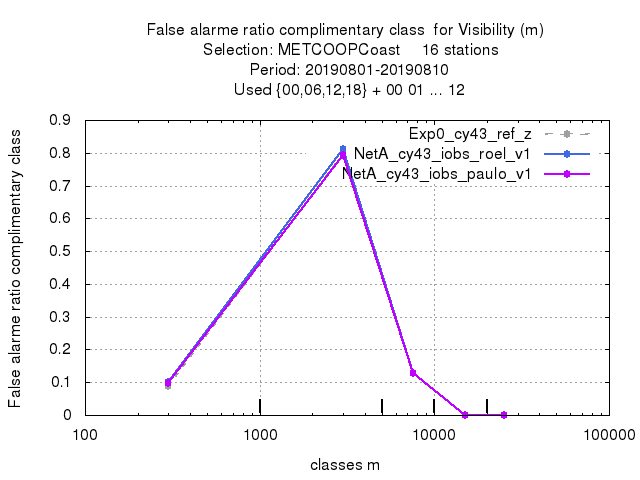 False alarme ratio complimentary class  for Visibility (m)
Selection: METCOOPCoast     16 stations
Period: 20190801-20190810
Used {00,06,12,18} + 00 01 ... 12
False alarme ratio complimentary class
0.9
0.8
0.7
0.6
0.5
0.4
0.3
0.2
0.1
0
Exp0_cy43_ref_z
NetA_cy43_iobs_roel_v1
NetA_cy43_iobs_paulo_v1
100 1000 10000 100000
classes m